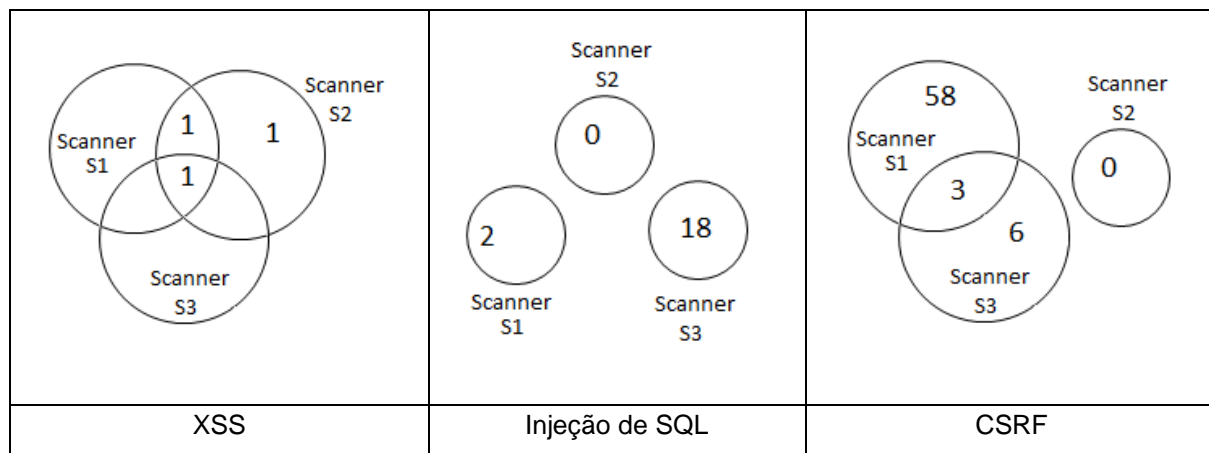 Scanner
S2
Scanner
S1
1
1
1
Scanner
S3
XSS
Scanner
S2
0
2
18
Scanner
S1
Scanner
S3
Injeção de SQL
58
Scanner
S1
Scanner
S2
0
3
6
Scanner
S3
CSRF